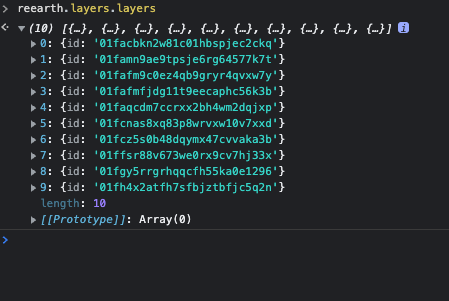 > reearth.layers.layers
<· ▼(10) [{…}, {…}, {…}, {…}, {…}, {…}, {…}, {…}, {…}, {…}] i
▶ 0: {id: '01facbkn2w81c01hbspjec2ckq'}
▶ 1: {id: '01famn9ae9tpsje6rg64577k7t'}
▶ 2: {id: '01fafm9c0ez4qb9gryr4qvxw7y'}
▶ 3: {id: '01fafmfjdg11t9eecaphc56k3b'}
▶ 4: {id: '01faqcdm7ccrxx2bh4wm2dqjxp'}
▶ 5: {id: '01fcnas8xq83p8wrvxw10v7xxd'}
▶ 6: {id: '01fcz5s0b48dqymx47cvvaka3b'}
▶ 7: {id: '01ffsr88v673we0rx9cv7hj33x'}
▶ 8: {id: '01fgy5rrgrhqqcfh55ka0e1296'}
▶ 9: {id: '01fh4x2atfh7sfbjztbfjc5q2n'}
length: 10
▶ [[Prototype]]: Array(0)
>